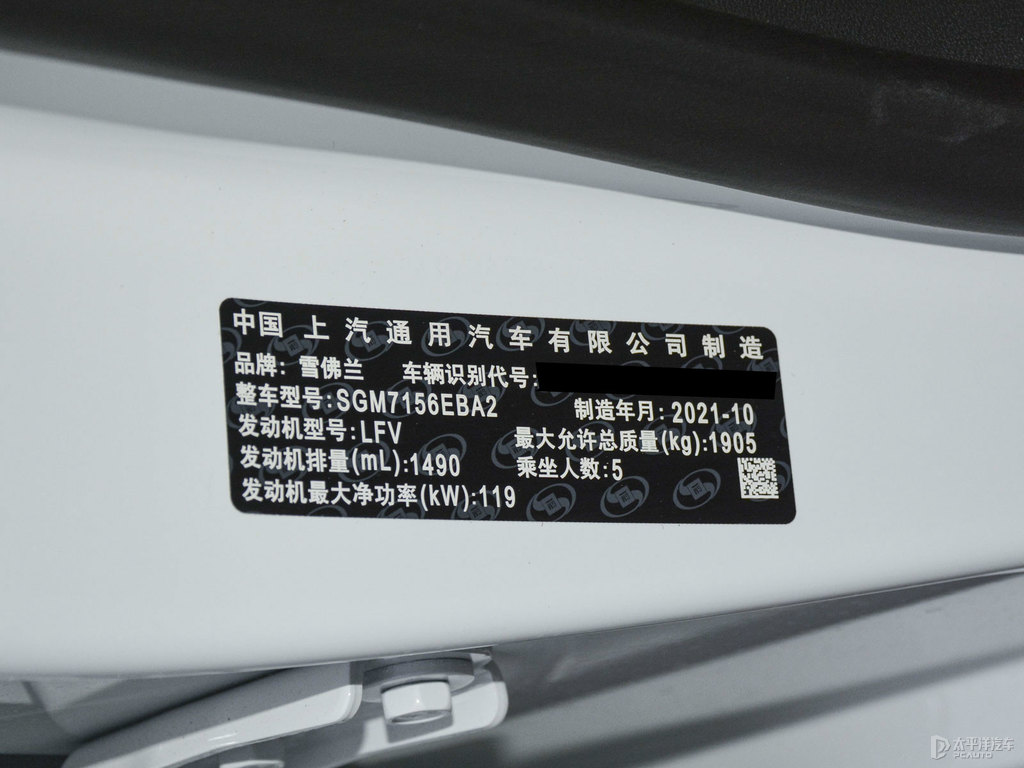 中国 上汽通用汽车有限公司制造
品牌: 雪佛兰 车辆识别代号:
整车型号:SGM7156EBA2 制造年月: 2021-10
发动机型号:LFV 最大允许总质量(kg):1905
发动机排量(mL):1490 乘坐人数:5
发动机最大净功率(kW):119
太平洋汽车
PCAUTO